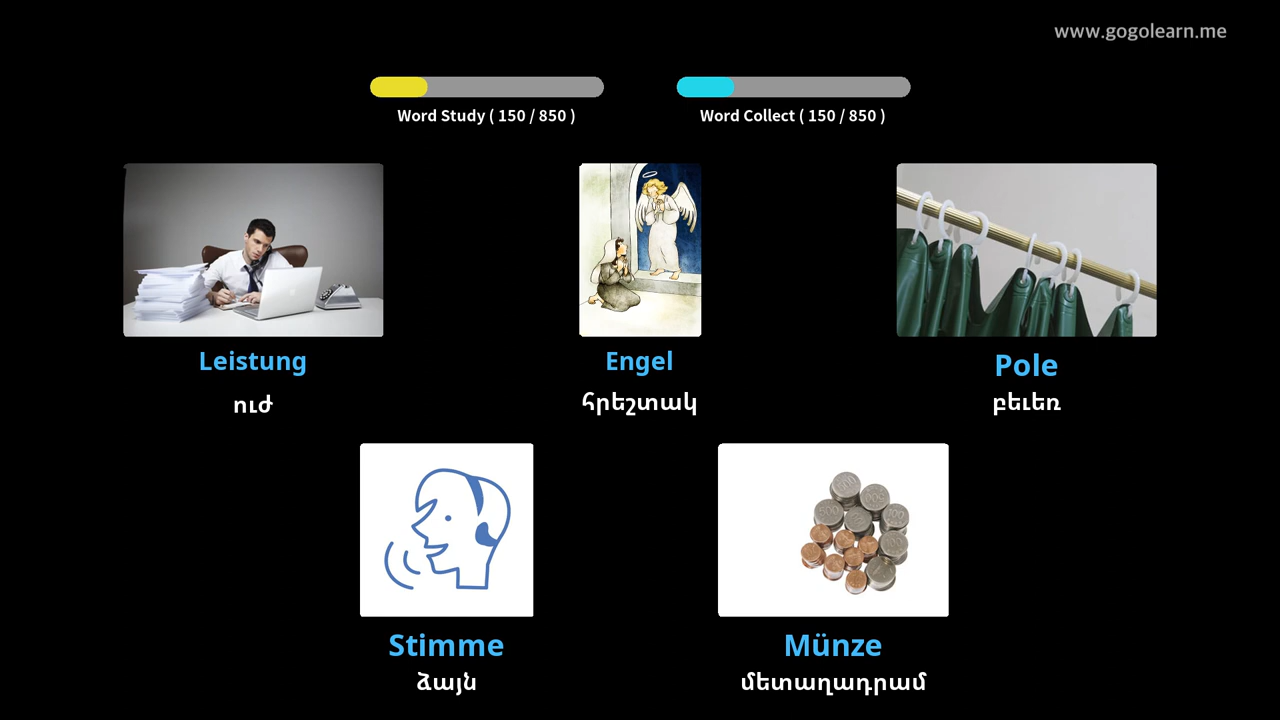 www.gogolearn.me
Word Study ( 150 / 850 )
Word Collect ( 150 / 850 )
Leistung
ուժ
Engel
հրեշտակ
Pole
բեւեռ
Stimme
ձայն
Münze
մետաղադրամ